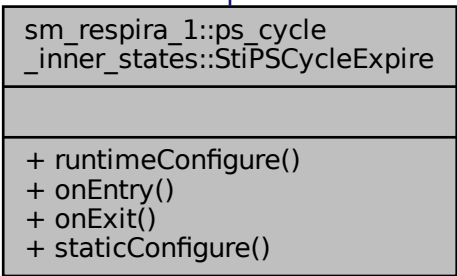 sm_respira_1::ps_cycle
_inner_states::StiPSCycleExpire
+ runtimeConfigure()
+ onEntry()
+ onExit()
+ staticConfigure()